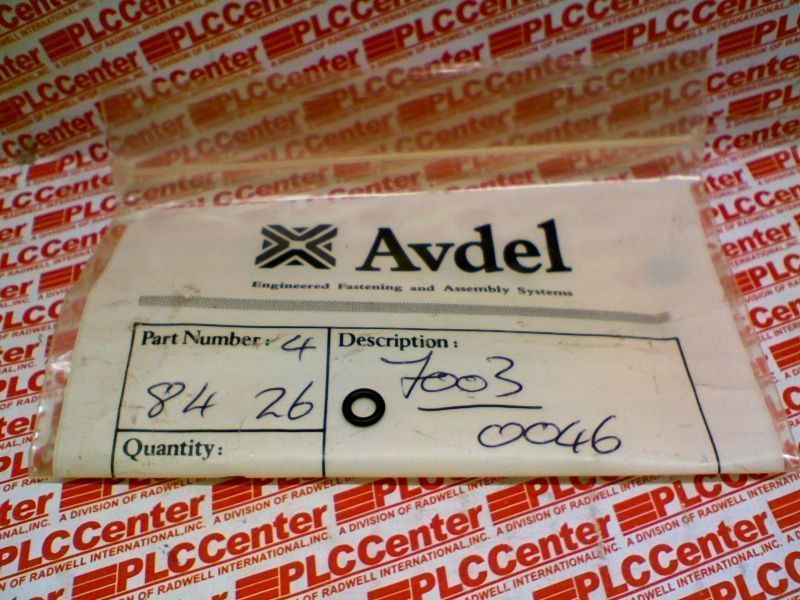 Avdel
Engineered Fastening and Assembly Systems
Part Number: 4
84 26
Description:
7003
0046
Quantity:
PLCCenter
A DIVISION OF RADWELL INTERNATIONAL, INC.